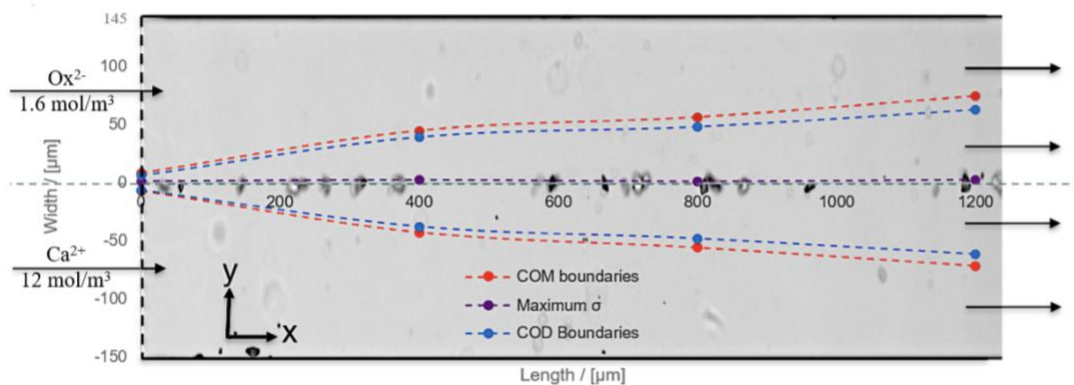 145
100
Ox²⁻
1.6 mol/m³
50
Width / [µm]
0
0 200 400 600 800 1000 1200
-50
Ca²⁺
12 mol/m³
-100
-150
y
x
COM boundaries
Maximum σ
COD Boundaries
Length / [µm]